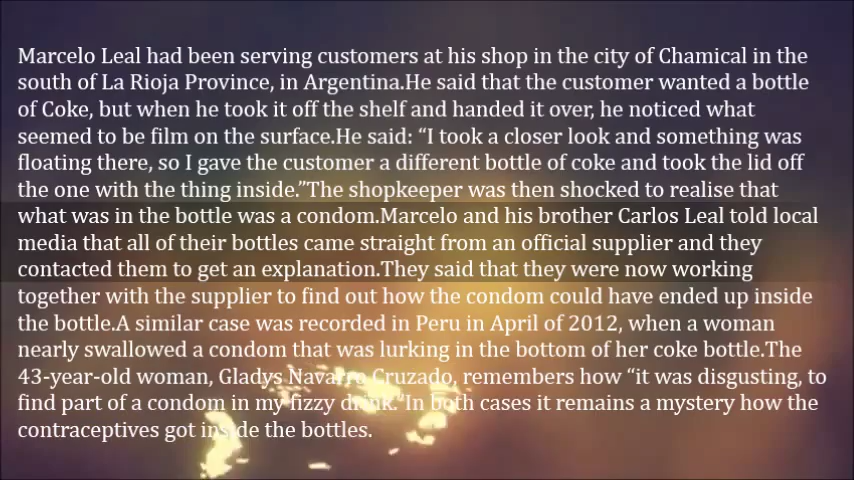 Marcelo Leal had been serving customers at his shop in the city of Chamical in the
south of La Rioja Province, in Argentina.He said that the customer wanted a bottle
of Coke, but when he took it off the shelf and handed it over, he noticed what
seemed to be film on the surface.He said: “I took a closer look and something was
floating there, so I gave the customer a different bottle of coke and took the lid off
the one with the thing inside.”The shopkeeper was then shocked to realise that
what was in the bottle was a condom.Marcelo and his brother Carlos Leal told local
media that all of their bottles came straight from an official supplier and they
contacted them to get an explanation.They said that they were now working
together with the supplier to find out how the condom could have ended up inside
the bottle.A similar case was recorded in Peru in April of 2012, when a woman
nearly swallowed a condom that was lurking in the bottom of her coke bottle.The
43-year-old woman, Gladys Navarro Cruzado, remembers how “it was disgusting, to
find part of a condom in my fizzy drink.”In both cases it remains a mystery how the
contraceptives got inside the bottles.